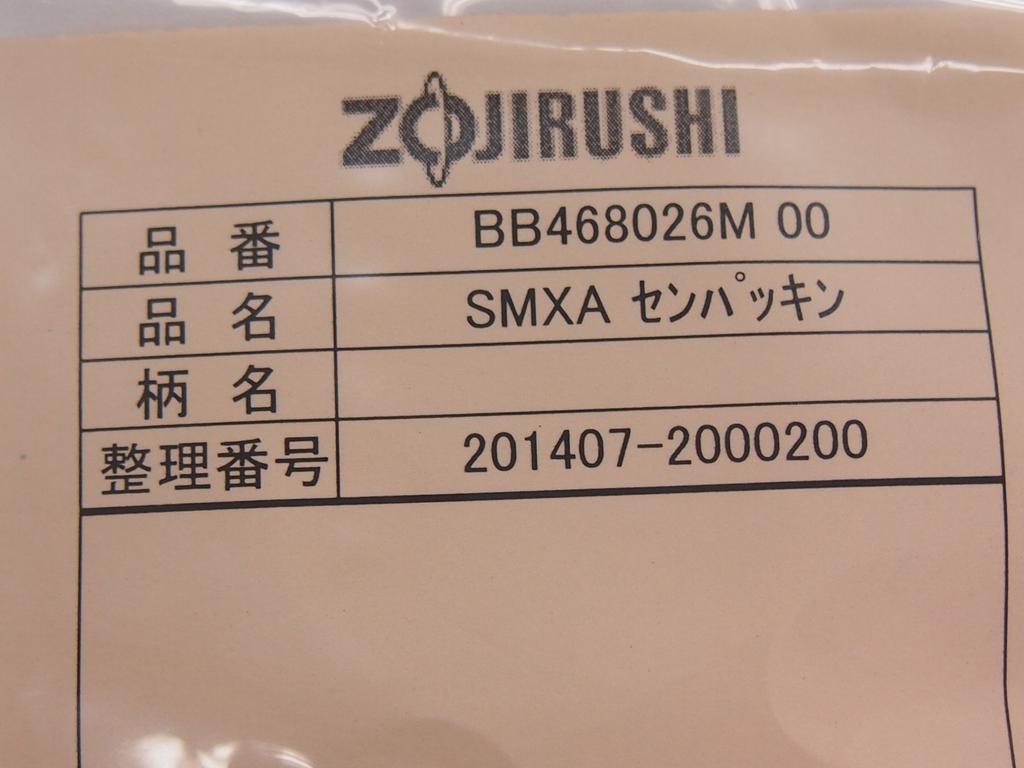 ZOJIRUSHI
品 番 BB468026M 00
品 名 SMXA センパッキン
柄 名
整理番号 201407-2000200